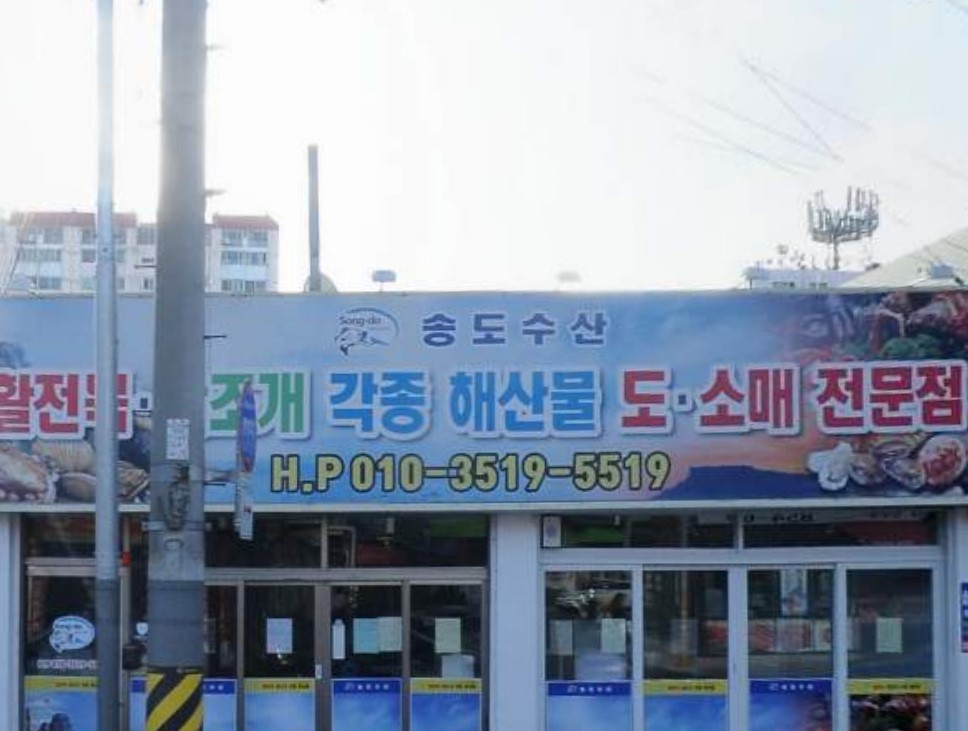 Song-do
송도수산
활전복· 조개 각종 해산물 도·소매 전문점
H.P 010-3519-5519